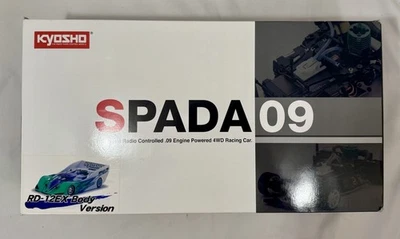 KYOSHO
SPADA 09
Radio Controlled .09 Engine Powered 4WD Racing Car.
RD-12EX Body
Version